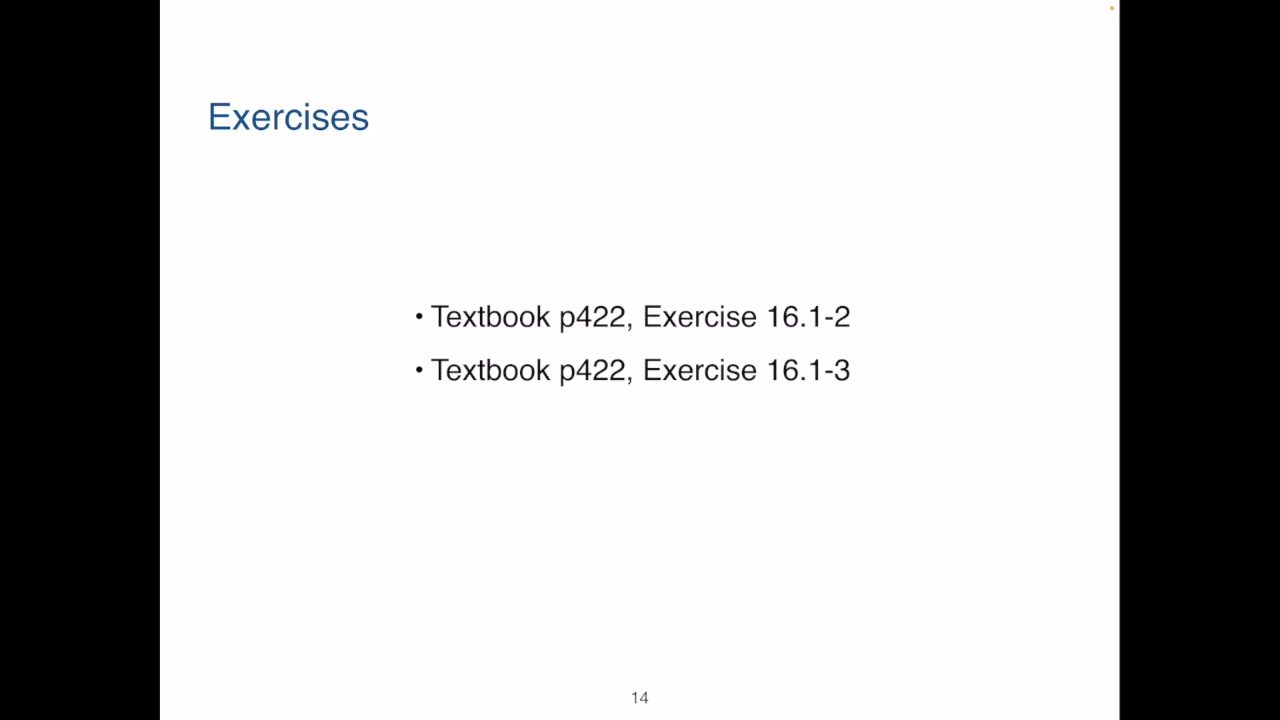 Exercises
• Textbook p422, Exercise 16.1-2
• Textbook p422, Exercise 16.1-3
14